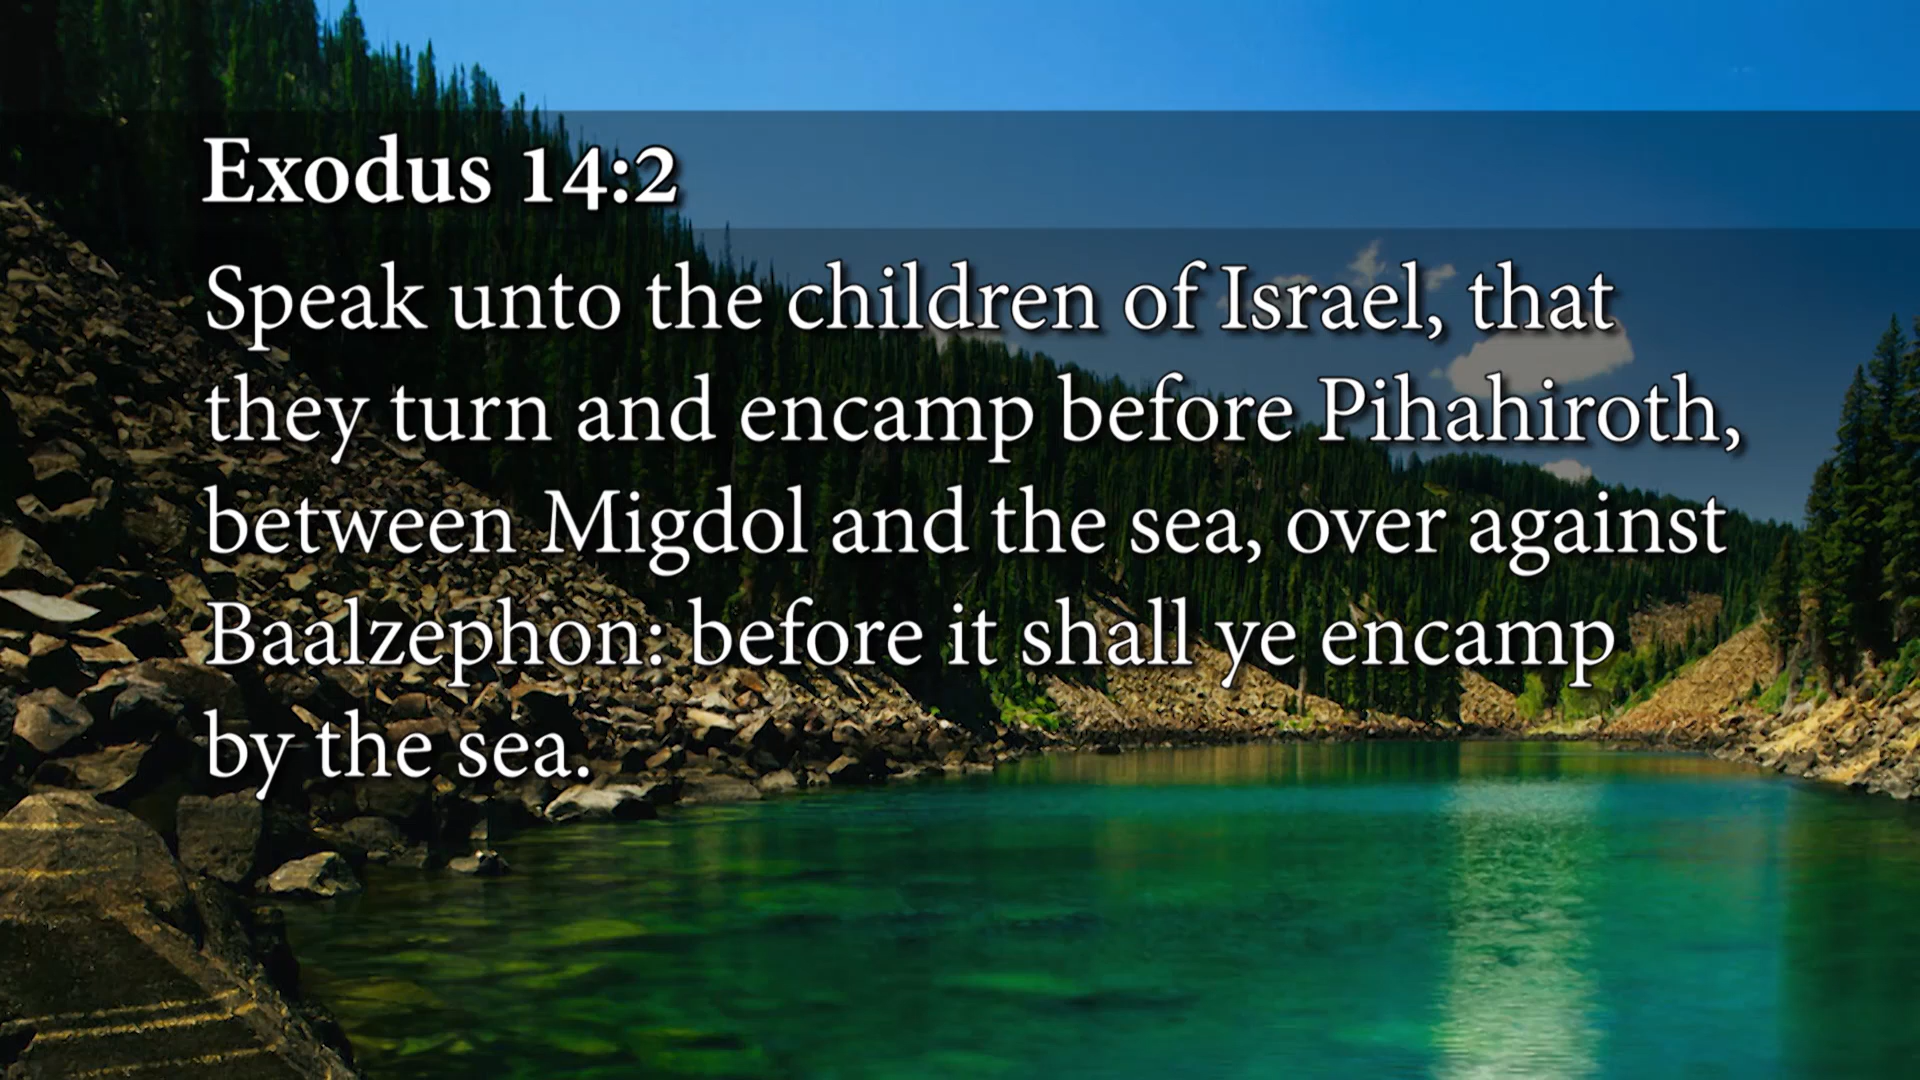 Exodus 14:2
Speak unto the children of Israel, that
they turn and encamp before Pihahiroth,
between Migdol and the sea, over against
Baalzephon: before it shall ye encamp
by the sea.